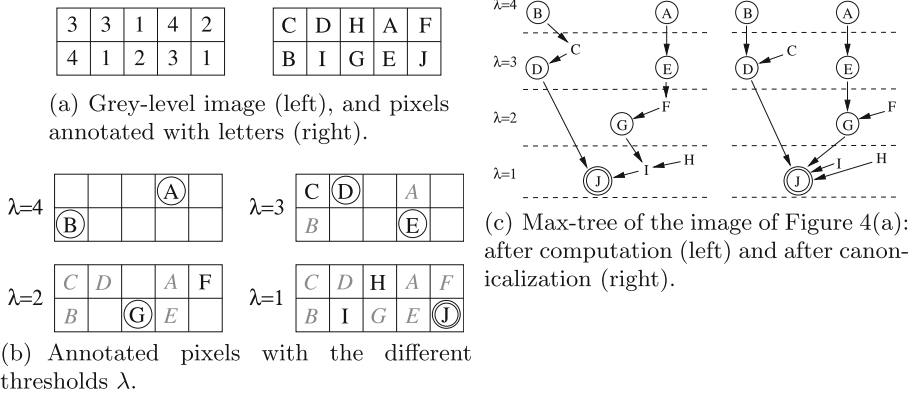 3 3 1 4 2
4 1 2 3 1
C D H A F
B I G E J
(a) Grey-level image (left), and pixels
annotated with letters (right).
λ=4
A
B
λ=3
C D A
B E
λ=2
C D A F
B G E
λ=1
C D H A F
B I G E J
(b) Annotated pixels with the different
thresholds λ.
λ=4
B A B A
C C
λ=3
D E D E
F F
λ=2
G G
H H
I I
λ=1
J J
(c) Max-tree of the image of Figure 4(a):
after computation (left) and after canon-
icalization (right).